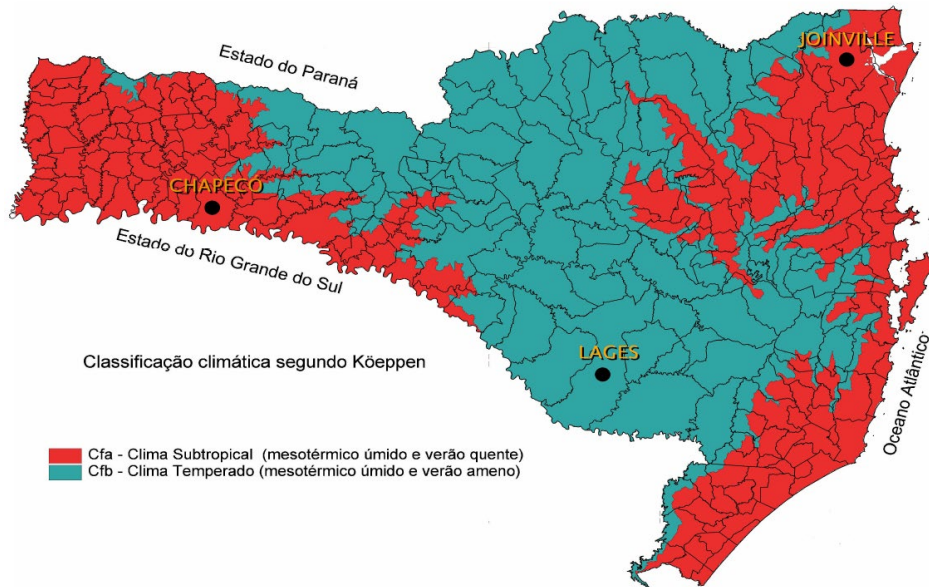 JOINVILLE
Estado do Paraná
CHAPECÓ
Estado do Rio Grande do Sul
LAGES
Classificação climática segundo Köeppen
Oceano Atlântico
Cfa - Clima Subtropical (mesotérmico úmido e verão quente)
Cfb - Clima Temperado (mesotérmico úmido e verão ameno)